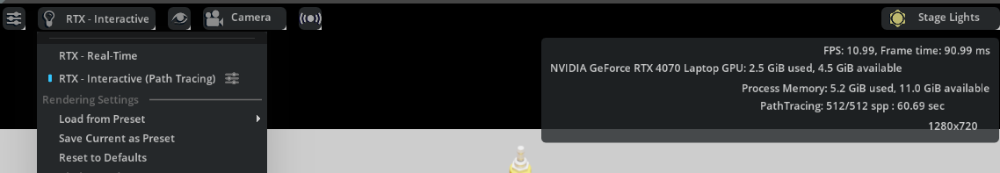 RTX - Interactive
Camera
Stage Lights
RTX - Real-Time
RTX - Interactive (Path Tracing)
Rendering Settings
Load from Preset
Save Current as Preset
Reset to Defaults
FPS: 10.99, Frame time: 90.99 ms
NVIDIA GeForce RTX 4070 Laptop GPU: 2.5 GiB used, 4.5 GiB available
Process Memory: 5.2 GiB used, 11.0 GiB available
PathTracing: 512/512 spp : 60.69 sec
1280x720